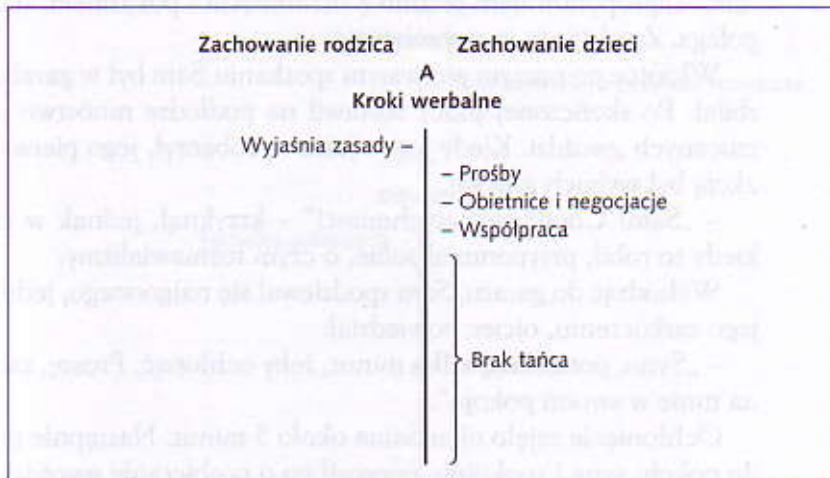 Zachowanie rodzica Zachowanie dzieci
A
Kroki werbalne
Wyjaśnia zasady –
– Prośby
– Obietnice i negocjacje
– Współpraca
Brak tańca